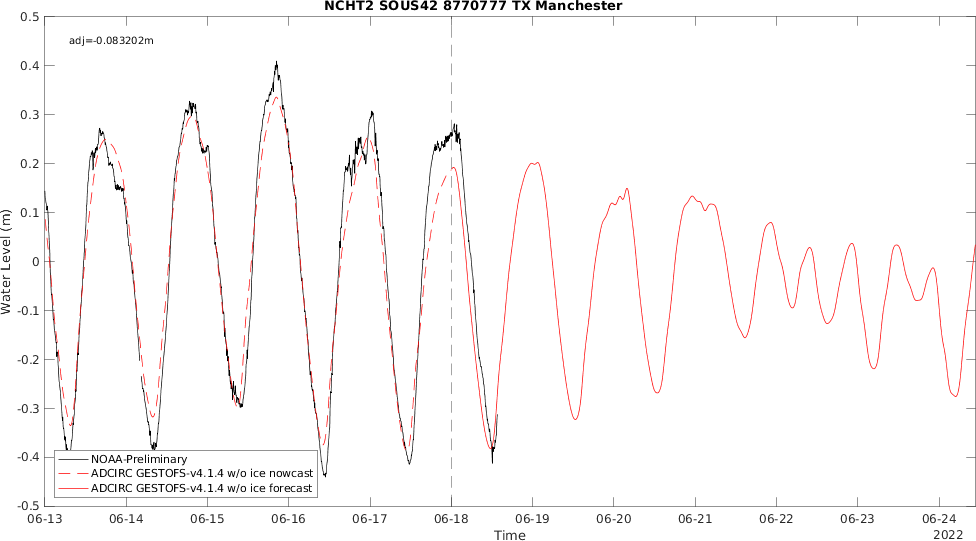 NCHT2 SOUS42 8770777 TX Manchester
adj=-0.083202m
Water Level (m)
0.5
0.4
0.3
0.2
0.1
0
-0.1
-0.2
-0.3
-0.4
-0.5
NOAA-Preliminary
ADCIRC GESTOFS-v4.1.4 w/o ice nowcast
ADCIRC GESTOFS-v4.1.4 w/o ice forecast
06-13 06-14 06-15 06-16 06-17 06-18 06-19 06-20 06-21 06-22 06-23 06-24
Time
2022